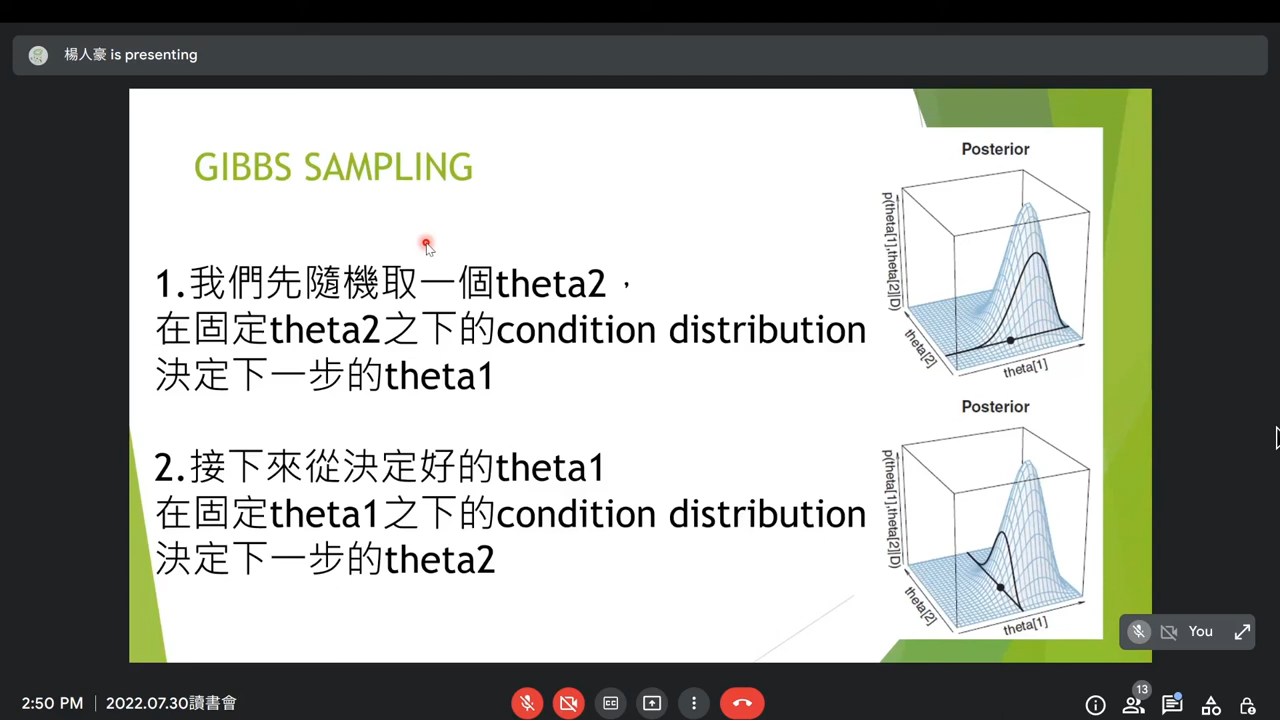 楊人豪 is presenting
GIBBS SAMPLING
1.我們先隨機取一個theta2，
在固定theta2之下的condition distribution
決定下一步的theta1
2.接下來從決定好的theta1
在固定theta1之下的condition distribution
決定下一步的theta2
Posterior
p(theta[1],theta[2]|D)
theta[2]
theta[1]
Posterior
p(theta[1],theta[2]|D)
theta[2]
theta[1]
You
2:50 PM | 2022.07.30讀書會
13